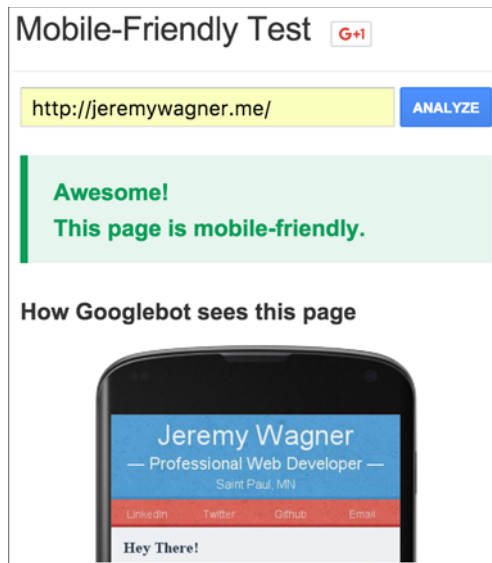 Mobile-Friendly Test G+1
http://jeremywagner.me/ ANALYZE
Awesome!
This page is mobile-friendly.
How Googlebot sees this page
Jeremy Wagner
— Professional Web Developer —
Saint Paul, MN
LinkedIn Twitter Github Email
Hey There!